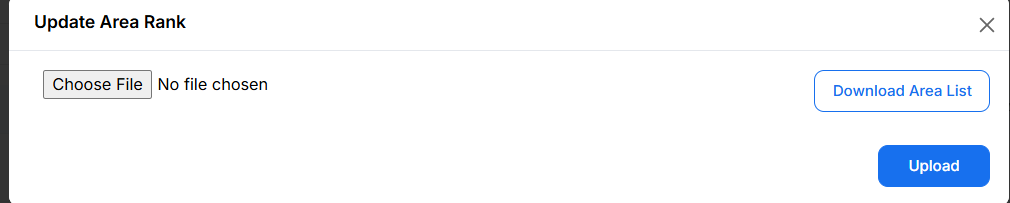 Update Area Rank
Choose File No file chosen
Download Area List
Upload